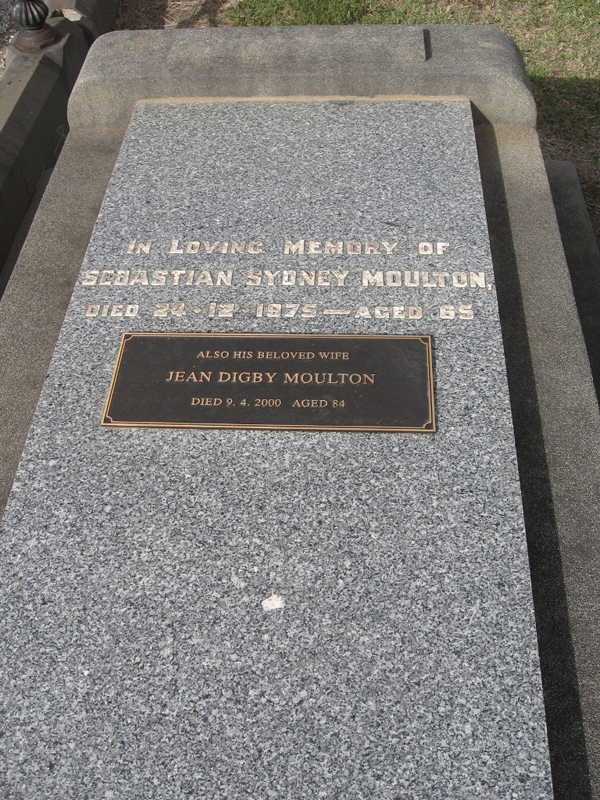 IN LOVING MEMORY OF
SEBASTIAN SYDNEY MOULTON,
DIED 24·12·1975—AGED 65
ALSO HIS BELOVED WIFE
JEAN DIGBY MOULTON
DIED 9. 4. 2000 AGED 84